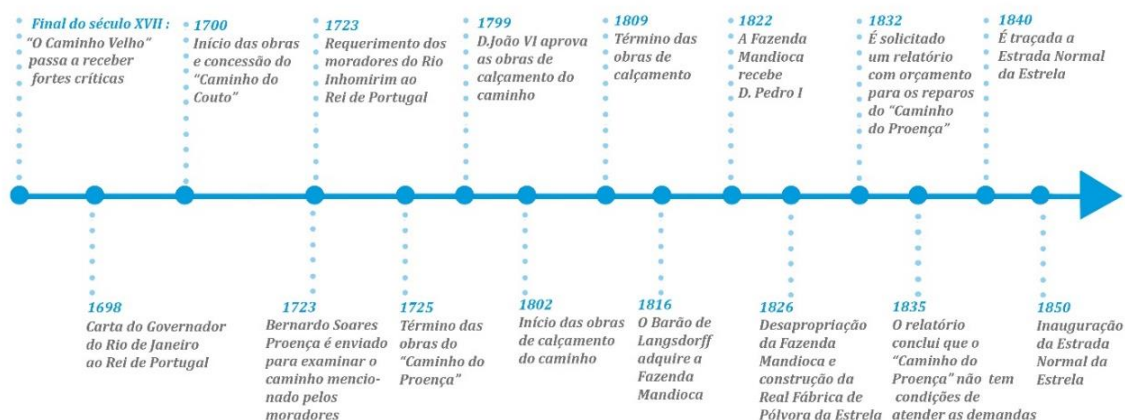 Final do século XVII :
"O Caminho Velho"
passa a receber
fortes críticas
1700
Início das obras
e concessão do
"Caminho do
Couto"
1723
Requerimento dos
moradores do Rio
Inhomirim ao
Rei de Portugal
1799
D.João VI aprova
as obras de
calçamento do
caminho
1809
Término das
obras de
calçamento
1822
A Fazenda
Mandioca
recebe
D. Pedro I
1832
É solicitado
um relatório
com orçamento
para os reparos
do "Caminho
do Proença"
1840
É traçada a
Estrada Normal
da Estrela
1698
Carta do Governador
do Rio de Janeiro
ao Rei de Portugal
1723
Bernardo Soares
Proença é enviado
para examinar o
caminho mencio-
nado pelos
moradores
1725
Término das
obras do
"Caminho do
Proença"
1802
Início das obras
de calçamento
do caminho
1816
O Barão de
Langsdorff
adquire a
Fazenda
Mandioca
1826
Desapropriação
da Fazenda
Mandioca e
construção da
Real Fábrica de
Pólvora da Estrela
1835
O relatório
conclui que o
"Caminho do
Proença" não tem
condições de
atender as demandas
1850
Inauguração
da Estrada
Normal da
Estrela